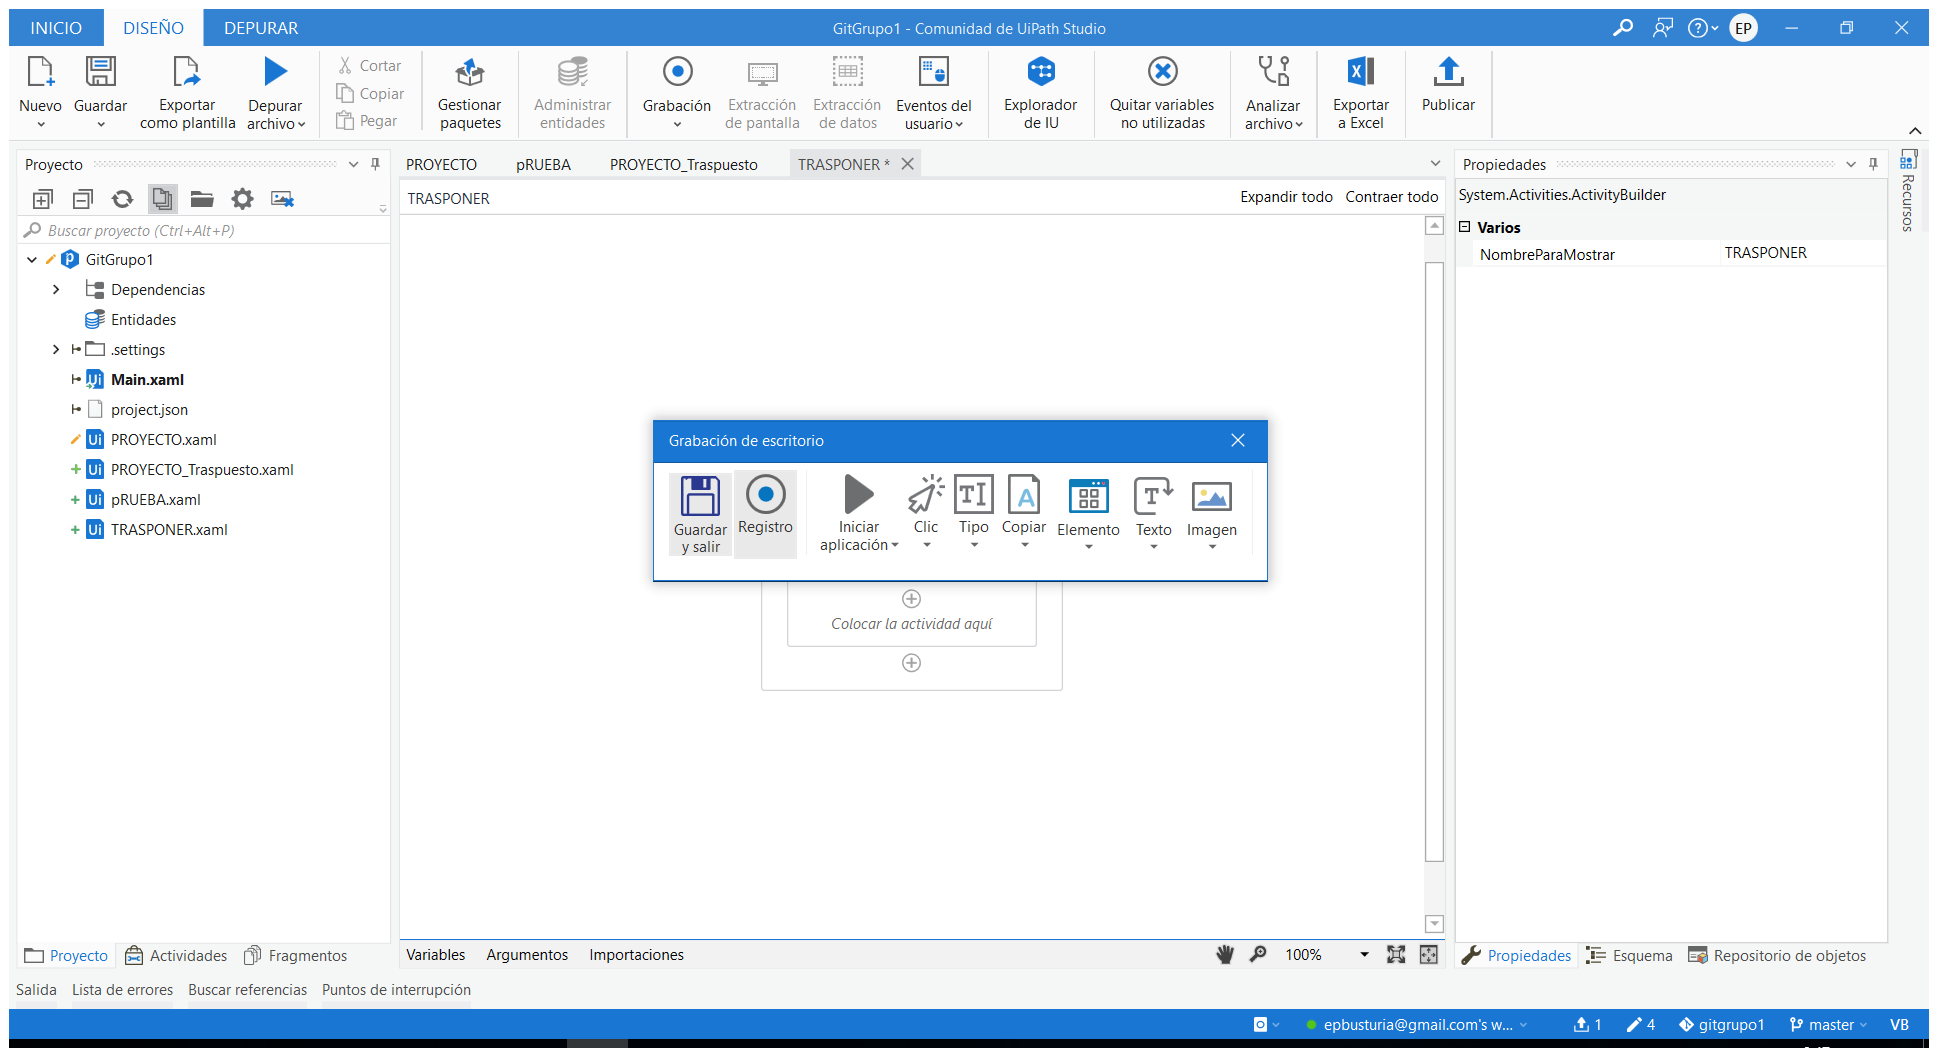 INICIO DISEÑO DEPURAR GitGrupo1 - Comunidad de UiPath Studio EP
Nuevo Guardar Exportar como plantilla Depurar archivo Cortar Copiar Pegar Gestionar paquetes Administrar entidades Grabación Extracción de pantalla Extracción de datos Eventos del usuario Explorador de IU Quitar variables no utilizadas Analizar archivo Exportar a Excel Publicar
Proyecto
Buscar proyecto (Ctrl+Alt+P)
GitGrupo1
Dependencias
Entidades
.settings
Main.xaml
project.json
PROYECTO.xaml
PROYECTO_Traspuesto.xaml
pRUEBA.xaml
TRASPONER.xaml
Proyecto Actividades Fragmentos
PROYECTO pRUEBA PROYECTO_Traspuesto TRASPONER *
TRASPONER Expandir todo Contraer todo
Grabación de escritorio
Guardar y salir Registro Iniciar aplicación Clic Tipo Copiar Elemento Texto Imagen
Colocar la actividad aquí
Variables Argumentos Importaciones 100%
Propiedades
System.Activities.ActivityBuilder
Varios
NombreParaMostrar TRASPONER
Propiedades Esquema Repositorio de objetos
Recursos
Salida Lista de errores Buscar referencias Puntos de interrupción
epbusturia@gmail.com's w... 1 4 gitgrupo1 master VB